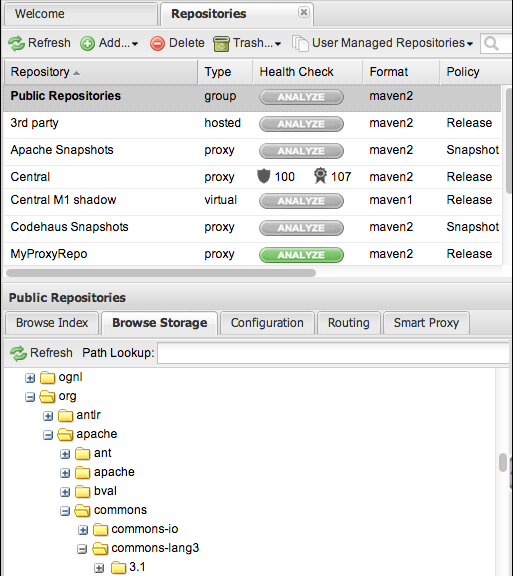 Welcome Repositories
Refresh Add... Delete Trash... User Managed Repositories
Repository Type Health Check Format Policy
Public Repositories group ANALYZE maven2
3rd party hosted ANALYZE maven2 Release
Apache Snapshots proxy ANALYZE maven2 Snapshot
Central proxy 100 107 maven2 Release
Central M1 shadow virtual ANALYZE maven1 Release
Codehaus Snapshots proxy ANALYZE maven2 Snapshot
MyProxyRepo proxy ANALYZE maven2 Release
Public Repositories
Browse Index Browse Storage Configuration Routing Smart Proxy
Refresh Path Lookup:
ognl
org
antlr
apache
ant
apache
bval
commons
commons-io
commons-lang3
3.1